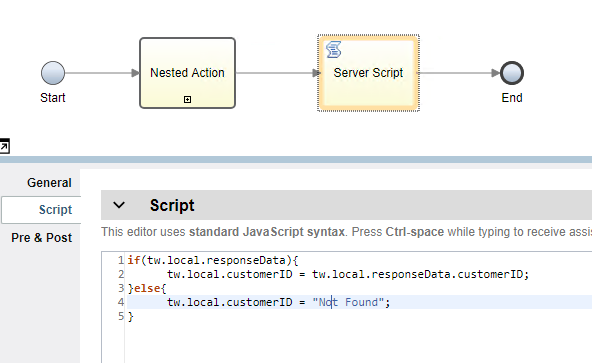 Nested Action
Server Script
Start
End
General
Script
Pre & Post
Script
This editor uses standard JavaScript syntax. Press Ctrl-space while typing to receive assi
1 if(tw.local.responseData){
2 tw.local.customerID = tw.local.responseData.customerID;
3 }else{
4 tw.local.customerID = "Not Found";
5 }